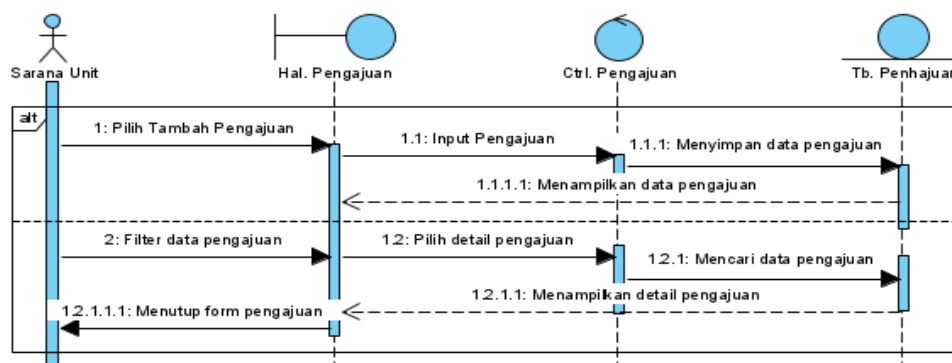 Sarana Unit
Hal. Pengajuan
Ctrl. Pengajuan
Tb. Penhajuan
alt
1: Pilih Tambah Pengajuan
1.1: Input Pengajuan
1.1.1: Menyimpan data pengajuan
1.1.1.1: Menampilkan data pengajuan
2: Filter data pengajuan
1.2: Pilih detail pengajuan
1.2.1: Mencari data pengajuan
1.2.1.1: Menampilkan detail pengajuan
1.2.1.1.1: Menutup form pengajuan